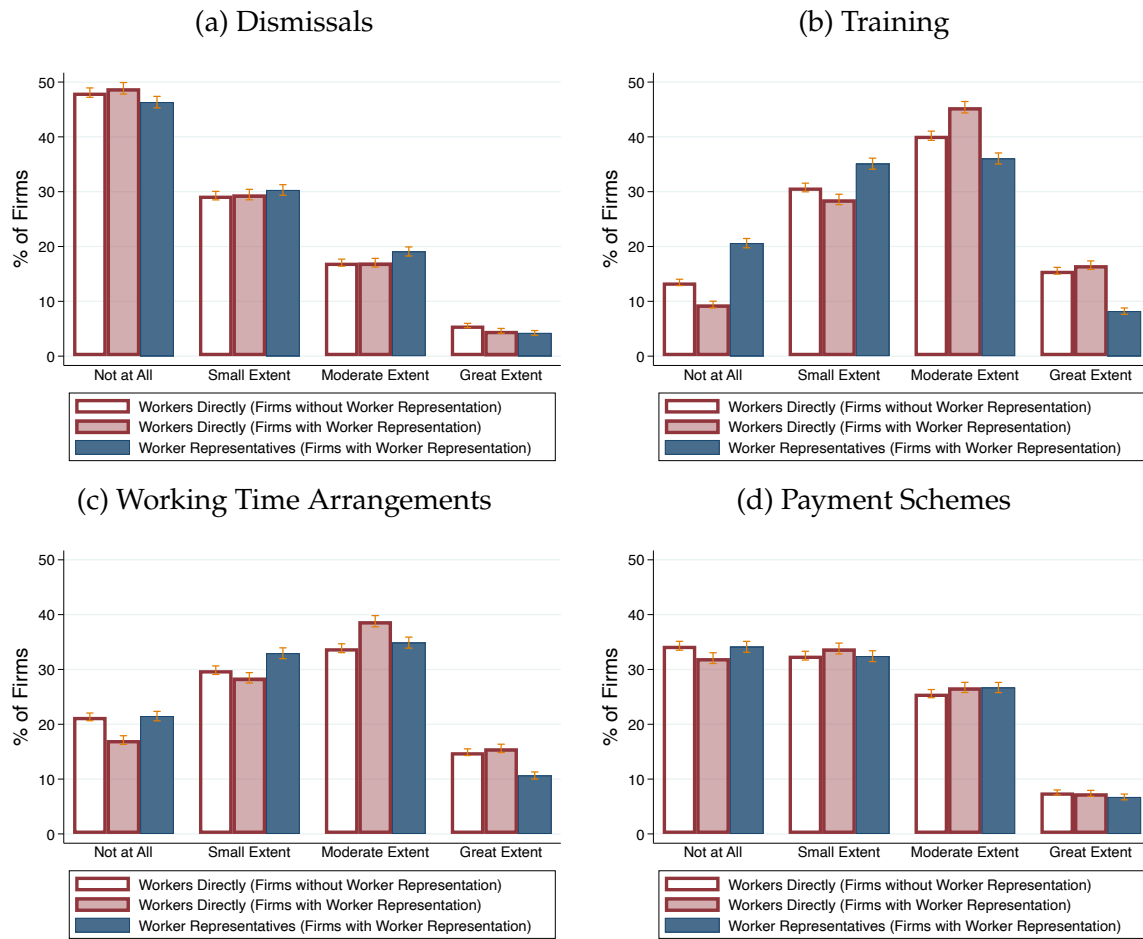 (a) Dismissals
% of Firms
50
40
30
20
10
0
Not at All Small Extent Moderate Extent Great Extent
Workers Directly (Firms without Worker Representation)
Workers Directly (Firms with Worker Representation)
Worker Representatives (Firms with Worker Representation)
(b) Training
% of Firms
50
40
30
20
10
0
Not at All Small Extent Moderate Extent Great Extent
Workers Directly (Firms without Worker Representation)
Workers Directly (Firms with Worker Representation)
Worker Representatives (Firms with Worker Representation)
(c) Working Time Arrangements
% of Firms
50
40
30
20
10
0
Not at All Small Extent Moderate Extent Great Extent
Workers Directly (Firms without Worker Representation)
Workers Directly (Firms with Worker Representation)
Worker Representatives (Firms with Worker Representation)
(d) Payment Schemes
% of Firms
50
40
30
20
10
0
Not at All Small Extent Moderate Extent Great Extent
Workers Directly (Firms without Worker Representation)
Workers Directly (Firms with Worker Representation)
Worker Representatives (Firms with Worker Representation)